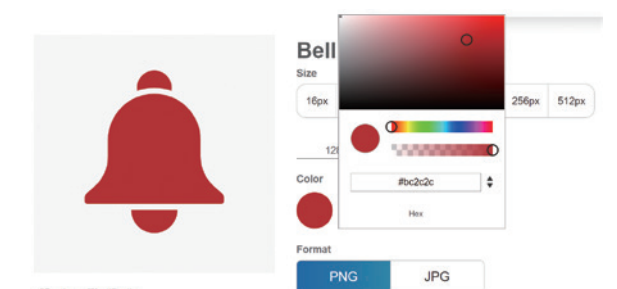 Bell
Size
16px
256px
512px
12
Color
#bc2c2c
Hex
Format
PNG
JPG